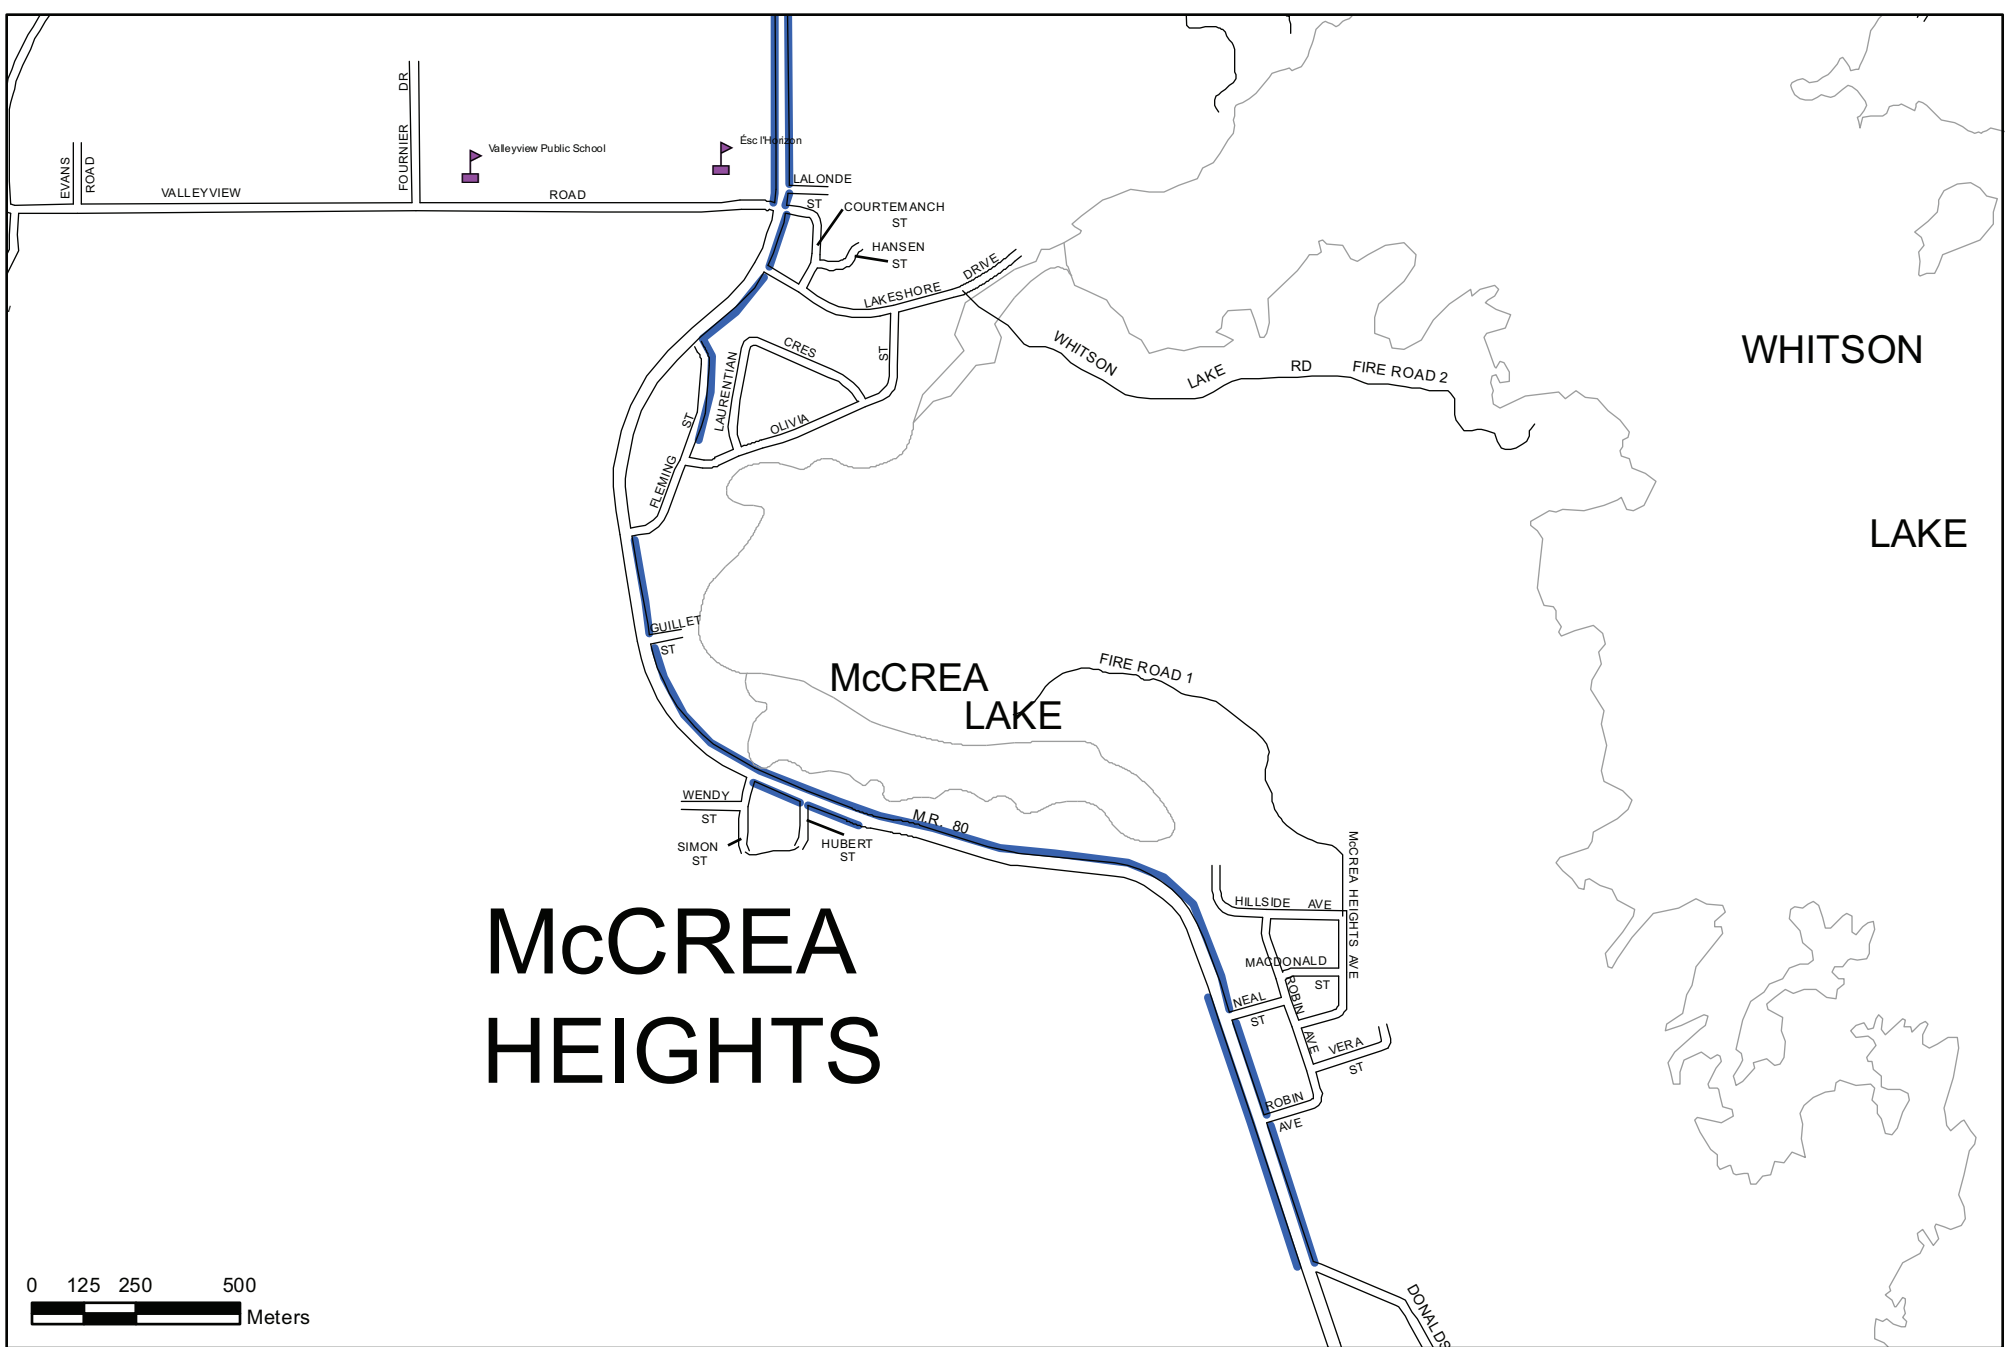 FOURNIER DR
EVANS
ROAD
Valleyview Public School
Ésc l'Horizon
VALLEYVIEW
ROAD
LALONDE
ST
COURTEMANCH
ST
HANSEN
ST
LAKESHORE DRIVE
WHITSON LAKE RD FIRE ROAD 2
WHITSON
LAKE
LAURENTIAN CRES
OLIVIA ST
FLEMING ST
GUILLET
ST
McCREA
LAKE
FIRE ROAD 1
M.R. 80
WENDY
ST
SIMON
ST
HUBERT
ST
McCREA
HEIGHTS
McCREA HEIGHTS AVE
HILLSIDE AVE
MACDONALD
ST
ROBIN AVE
NEAL
ST
VERA
ST
ROBIN
AVE
DONALDS
0 125 250 500
Meters